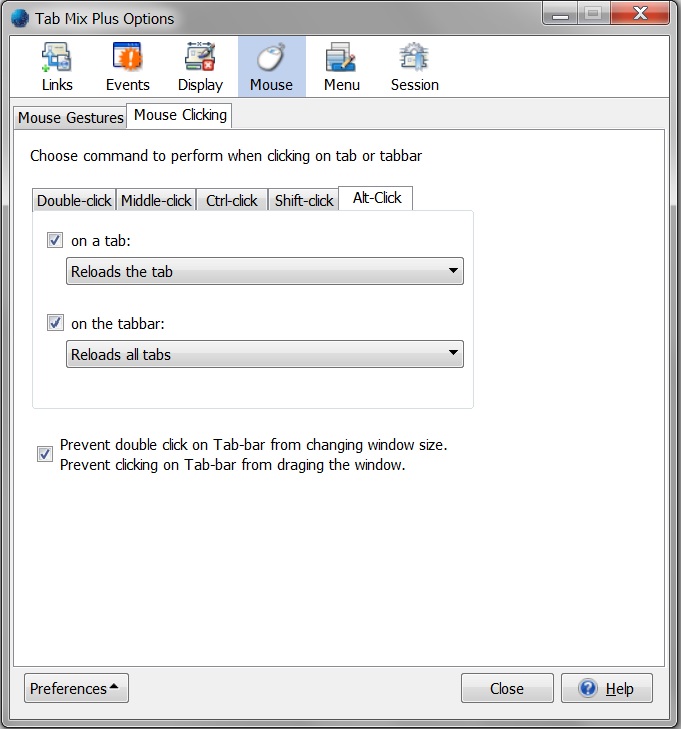 Tab Mix Plus Options
Links Events Display Mouse Menu Session
Mouse Gestures Mouse Clicking
Choose command to perform when clicking on tab or tabbar
Double-click Middle-click Ctrl-click Shift-click Alt-Click
on a tab:
Reloads the tab
on the tabbar:
Reloads all tabs
Prevent double click on Tab-bar from changing window size.
Prevent clicking on Tab-bar from draging the window.
Preferences Close Help